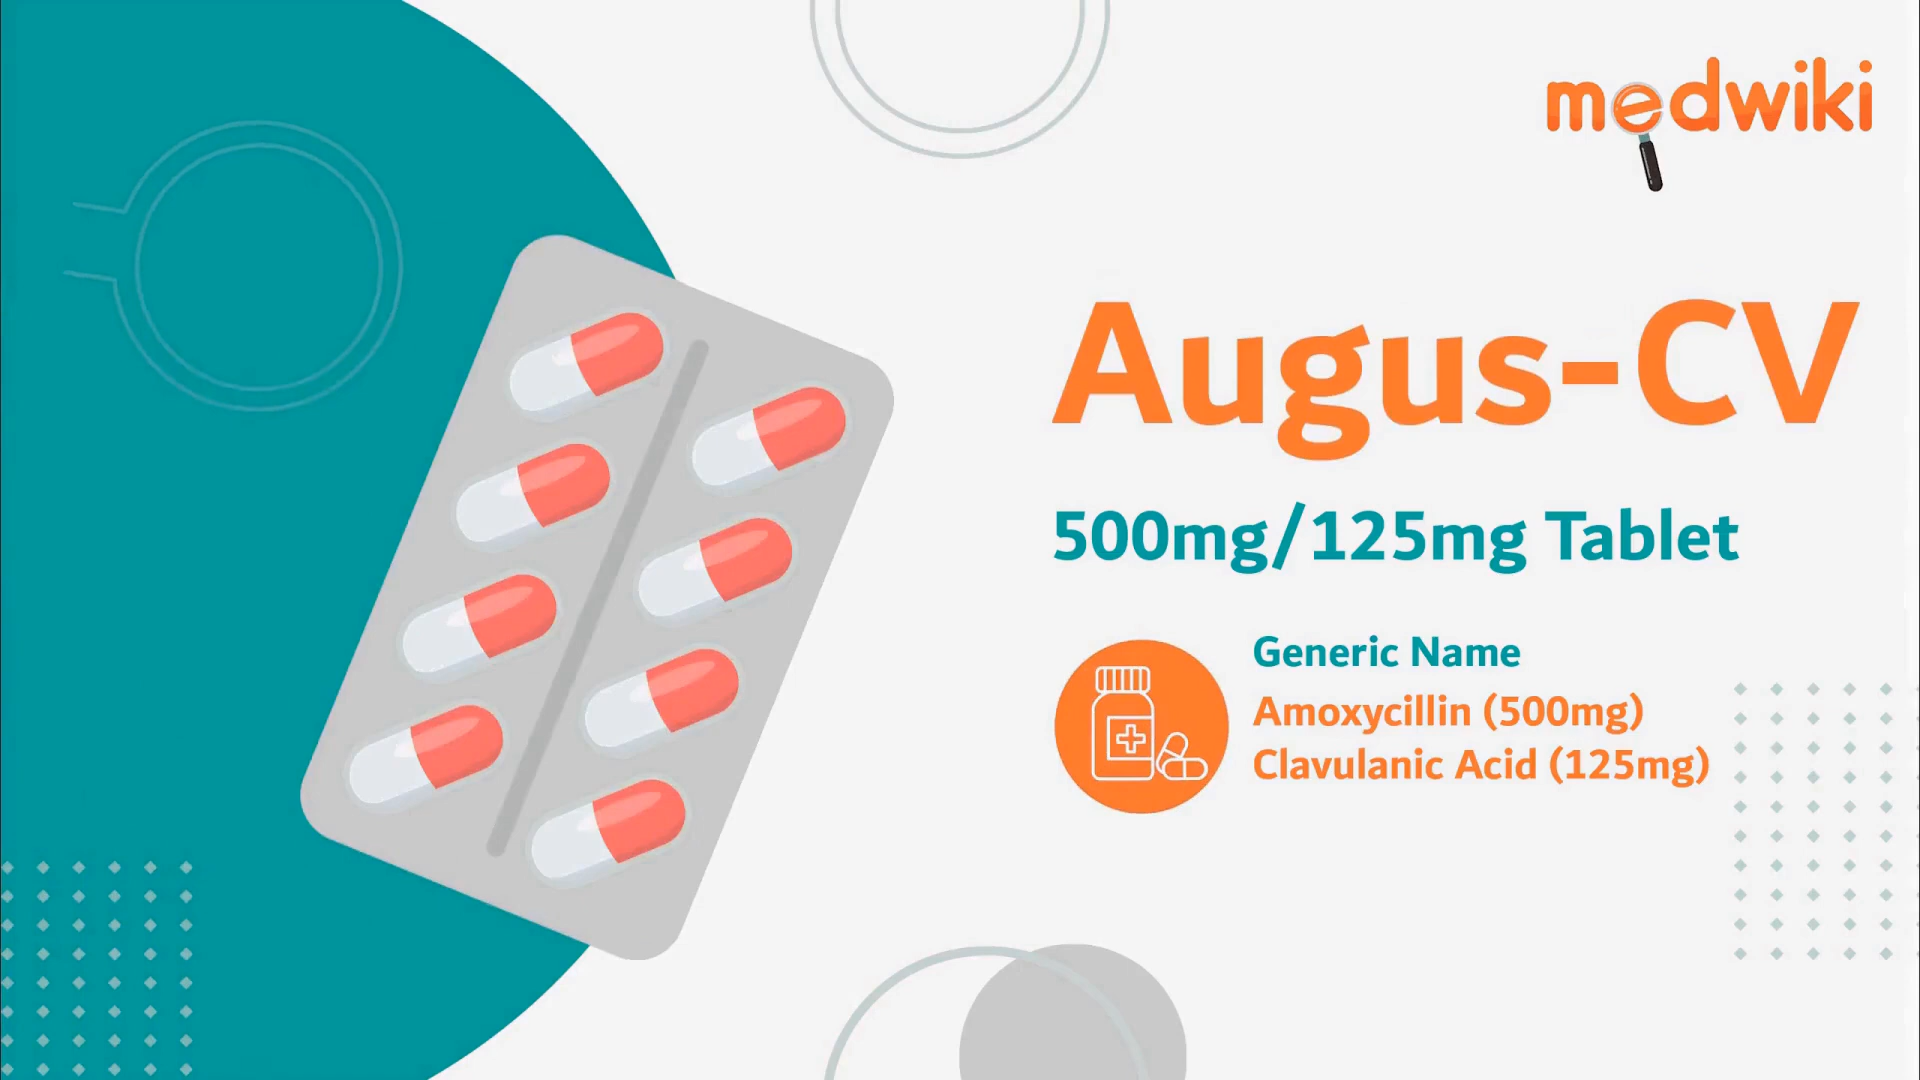 medwiki
Augus-CV
500mg/125mg Tablet
Generic Name
Amoxycillin (500mg)
Clavulanic Acid (125mg)